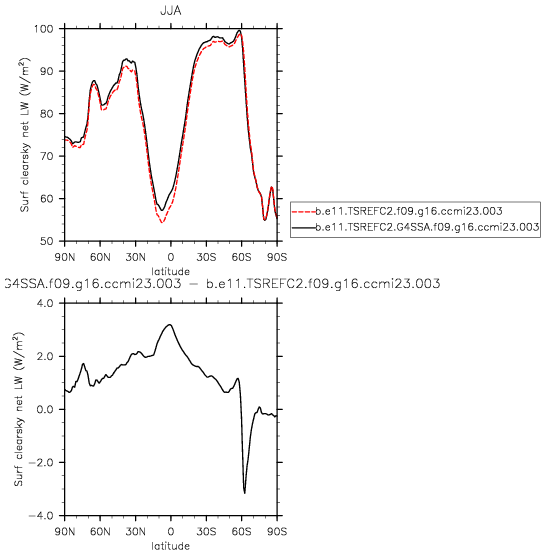 JJA
Surf clearsky net LW (W/m²)
100
90
80
70
60
50
90N 60N 30N 0 30S 60S 90S
latitude
b.e11.TSREFC2.f09.g16.ccmi23.003
b.e11.TSREFC2.G4SSA.f09.g16.ccmi23.003
G4SSA.f09.g16.ccmi23.003 − b.e11.TSREFC2.f09.g16.ccmi23.003
Surf clearsky net LW (W/m²)
4.0
2.0
0.0
−2.0
−4.0
90N 60N 30N 0 30S 60S 90S
latitude